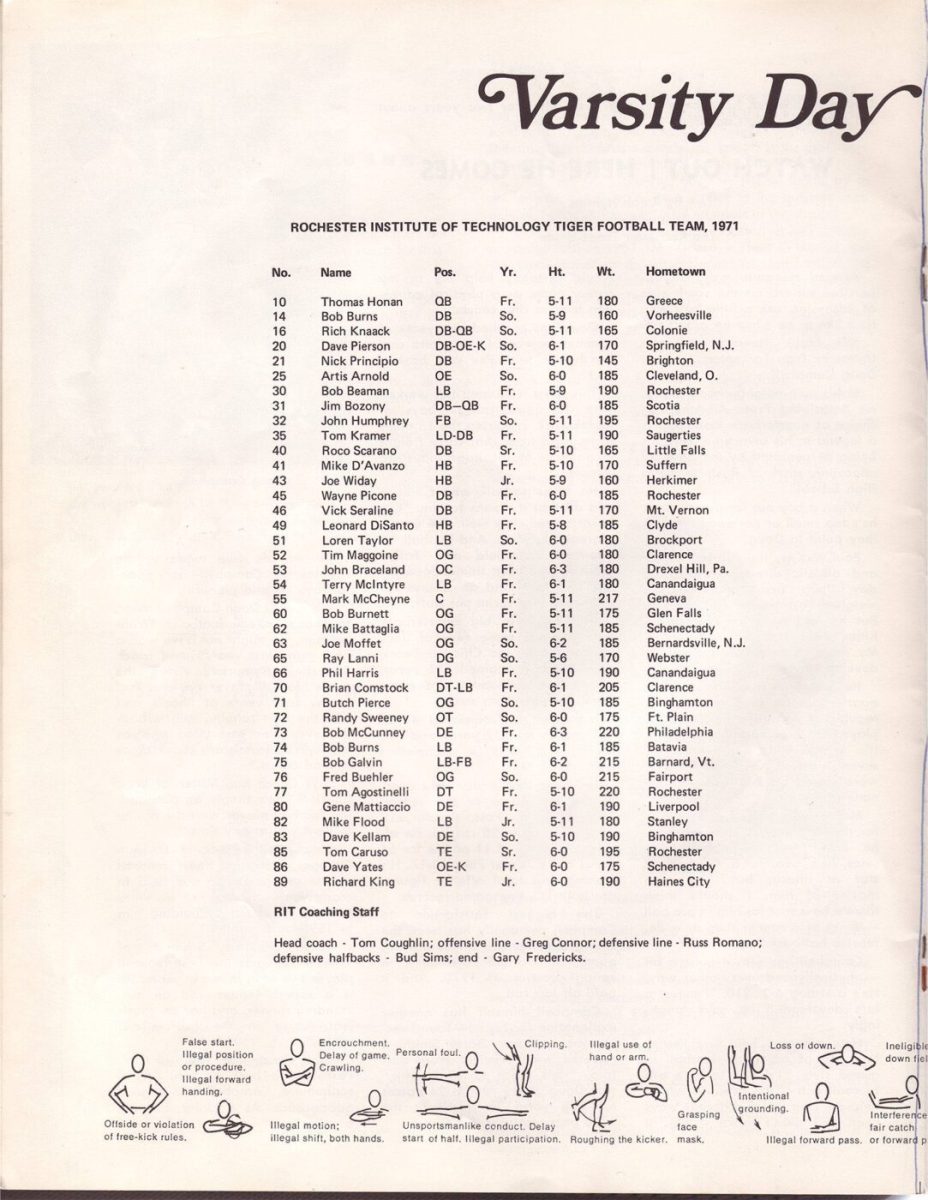 Varsity Day
ROCHESTER INSTITUTE OF TECHNOLOGY TIGER FOOTBALL TEAM, 1971
No. Name Pos. Yr. Ht. Wt. Hometown
10 Thomas Honan QB Fr. 5-11 180 Greece
14 Bob Burns DB So. 5-9 160 Vorheesville
16 Rich Knaack DB-QB So. 5-11 165 Colonie
20 Dave Pierson DB-OE-K So. 6-1 170 Springfield, N.J.
21 Nick Principio DB Fr. 5-10 145 Brighton
25 Artis Arnold OE So. 6-0 185 Cleveland, O.
30 Bob Beaman LB Fr. 5-9 190 Rochester
31 Jim Bozony DB–QB Fr. 6-0 185 Scotia
32 John Humphrey FB So. 5-11 195 Rochester
35 Tom Kramer LD-DB Fr. 5-11 190 Saugerties
40 Roco Scarano DB Sr. 5-10 165 Little Falls
41 Mike D'Avanzo HB Fr. 5-10 170 Suffern
43 Joe Widay HB Jr. 5-9 160 Herkimer
45 Wayne Picone DB Fr. 6-0 185 Rochester
46 Vick Seraline DB Fr. 5-11 170 Mt. Vernon
49 Leonard DiSanto HB Fr. 5-8 185 Clyde
51 Loren Taylor LB So. 6-0 180 Brockport
52 Tim Maggoine OG Fr. 6-0 180 Clarence
53 John Braceland OC Fr. 6-3 180 Drexel Hill, Pa.
54 Terry McIntyre LB Fr. 6-1 180 Canandaigua
55 Mark McCheyne C Fr. 5-11 217 Geneva
60 Bob Burnett OG Fr. 5-11 175 Glen Falls
62 Mike Battaglia OG Fr. 5-11 185 Schenectady
63 Joe Moffet OG So. 6-2 185 Bernardsville, N.J.
65 Ray Lanni DG So. 5-6 170 Webster
66 Phil Harris LB Fr. 5-10 190 Canandaigua
70 Brian Comstock DT-LB Fr. 6-1 205 Clarence
71 Butch Pierce OG So. 5-10 185 Binghamton
72 Randy Sweeney OT So. 6-0 175 Ft. Plain
73 Bob McCunney DE Fr. 6-3 220 Philadelphia
74 Bob Burns LB Fr. 6-1 185 Batavia
75 Bob Galvin LB-FB Fr. 6-2 215 Barnard, Vt.
76 Fred Buehler OG So. 6-0 215 Fairport
77 Tom Agostinelli DT Fr. 5-10 220 Rochester
80 Gene Mattiaccio DE Fr. 6-1 190 Liverpool
82 Mike Flood LB Jr. 5-11 180 Stanley
83 Dave Kellam DE So. 5-10 190 Binghamton
85 Tom Caruso TE Sr. 6-0 195 Rochester
86 Dave Yates OE-K Fr. 6-0 175 Schenectady
89 Richard King TE Jr. 6-0 190 Haines City
RIT Coaching Staff
Head coach - Tom Coughlin; offensive line - Greg Connor; defensive line - Russ Romano;
defensive halfbacks - Bud Sims; end - Gary Fredericks.
False start.
Illegal position
or procedure.
Illegal forward
handing.
Offside or violation
of free-kick rules.
Encrouchment.
Delay of game.
Crawling.
Illegal motion;
illegal shift, both hands.
Personal foul.
Unsportsmanlike conduct. Delay
start of half. Illegal participation.
Clipping.
Illegal use of
hand or arm.
Roughing the kicker.
Grasping
face
mask.
Loss of down.
Intentional
grounding.
Illegal forward pass.
Ineligible
down fiel
Interference
fair catch
or forward p